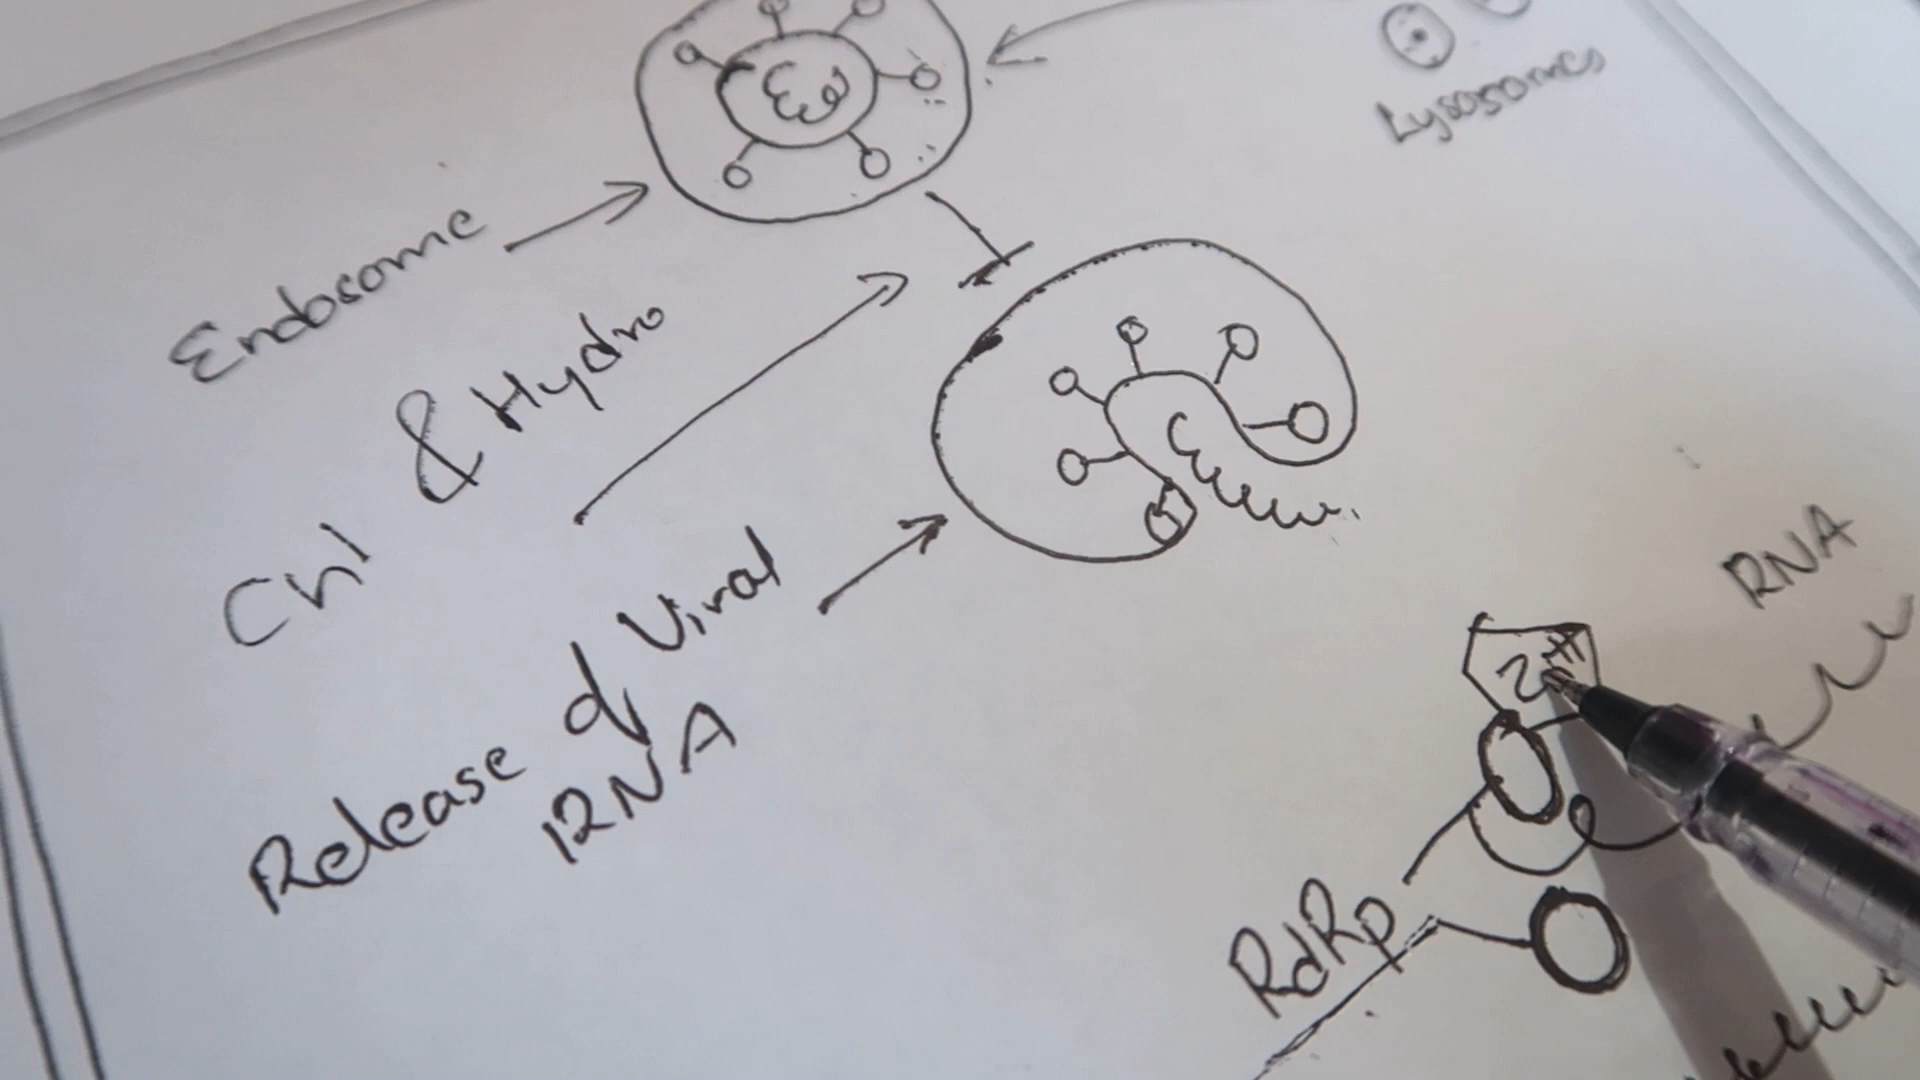 Lysosomes
Endosome
Chl & Hydro
Release of Viral
RNA
RNA
Zn
RdRp